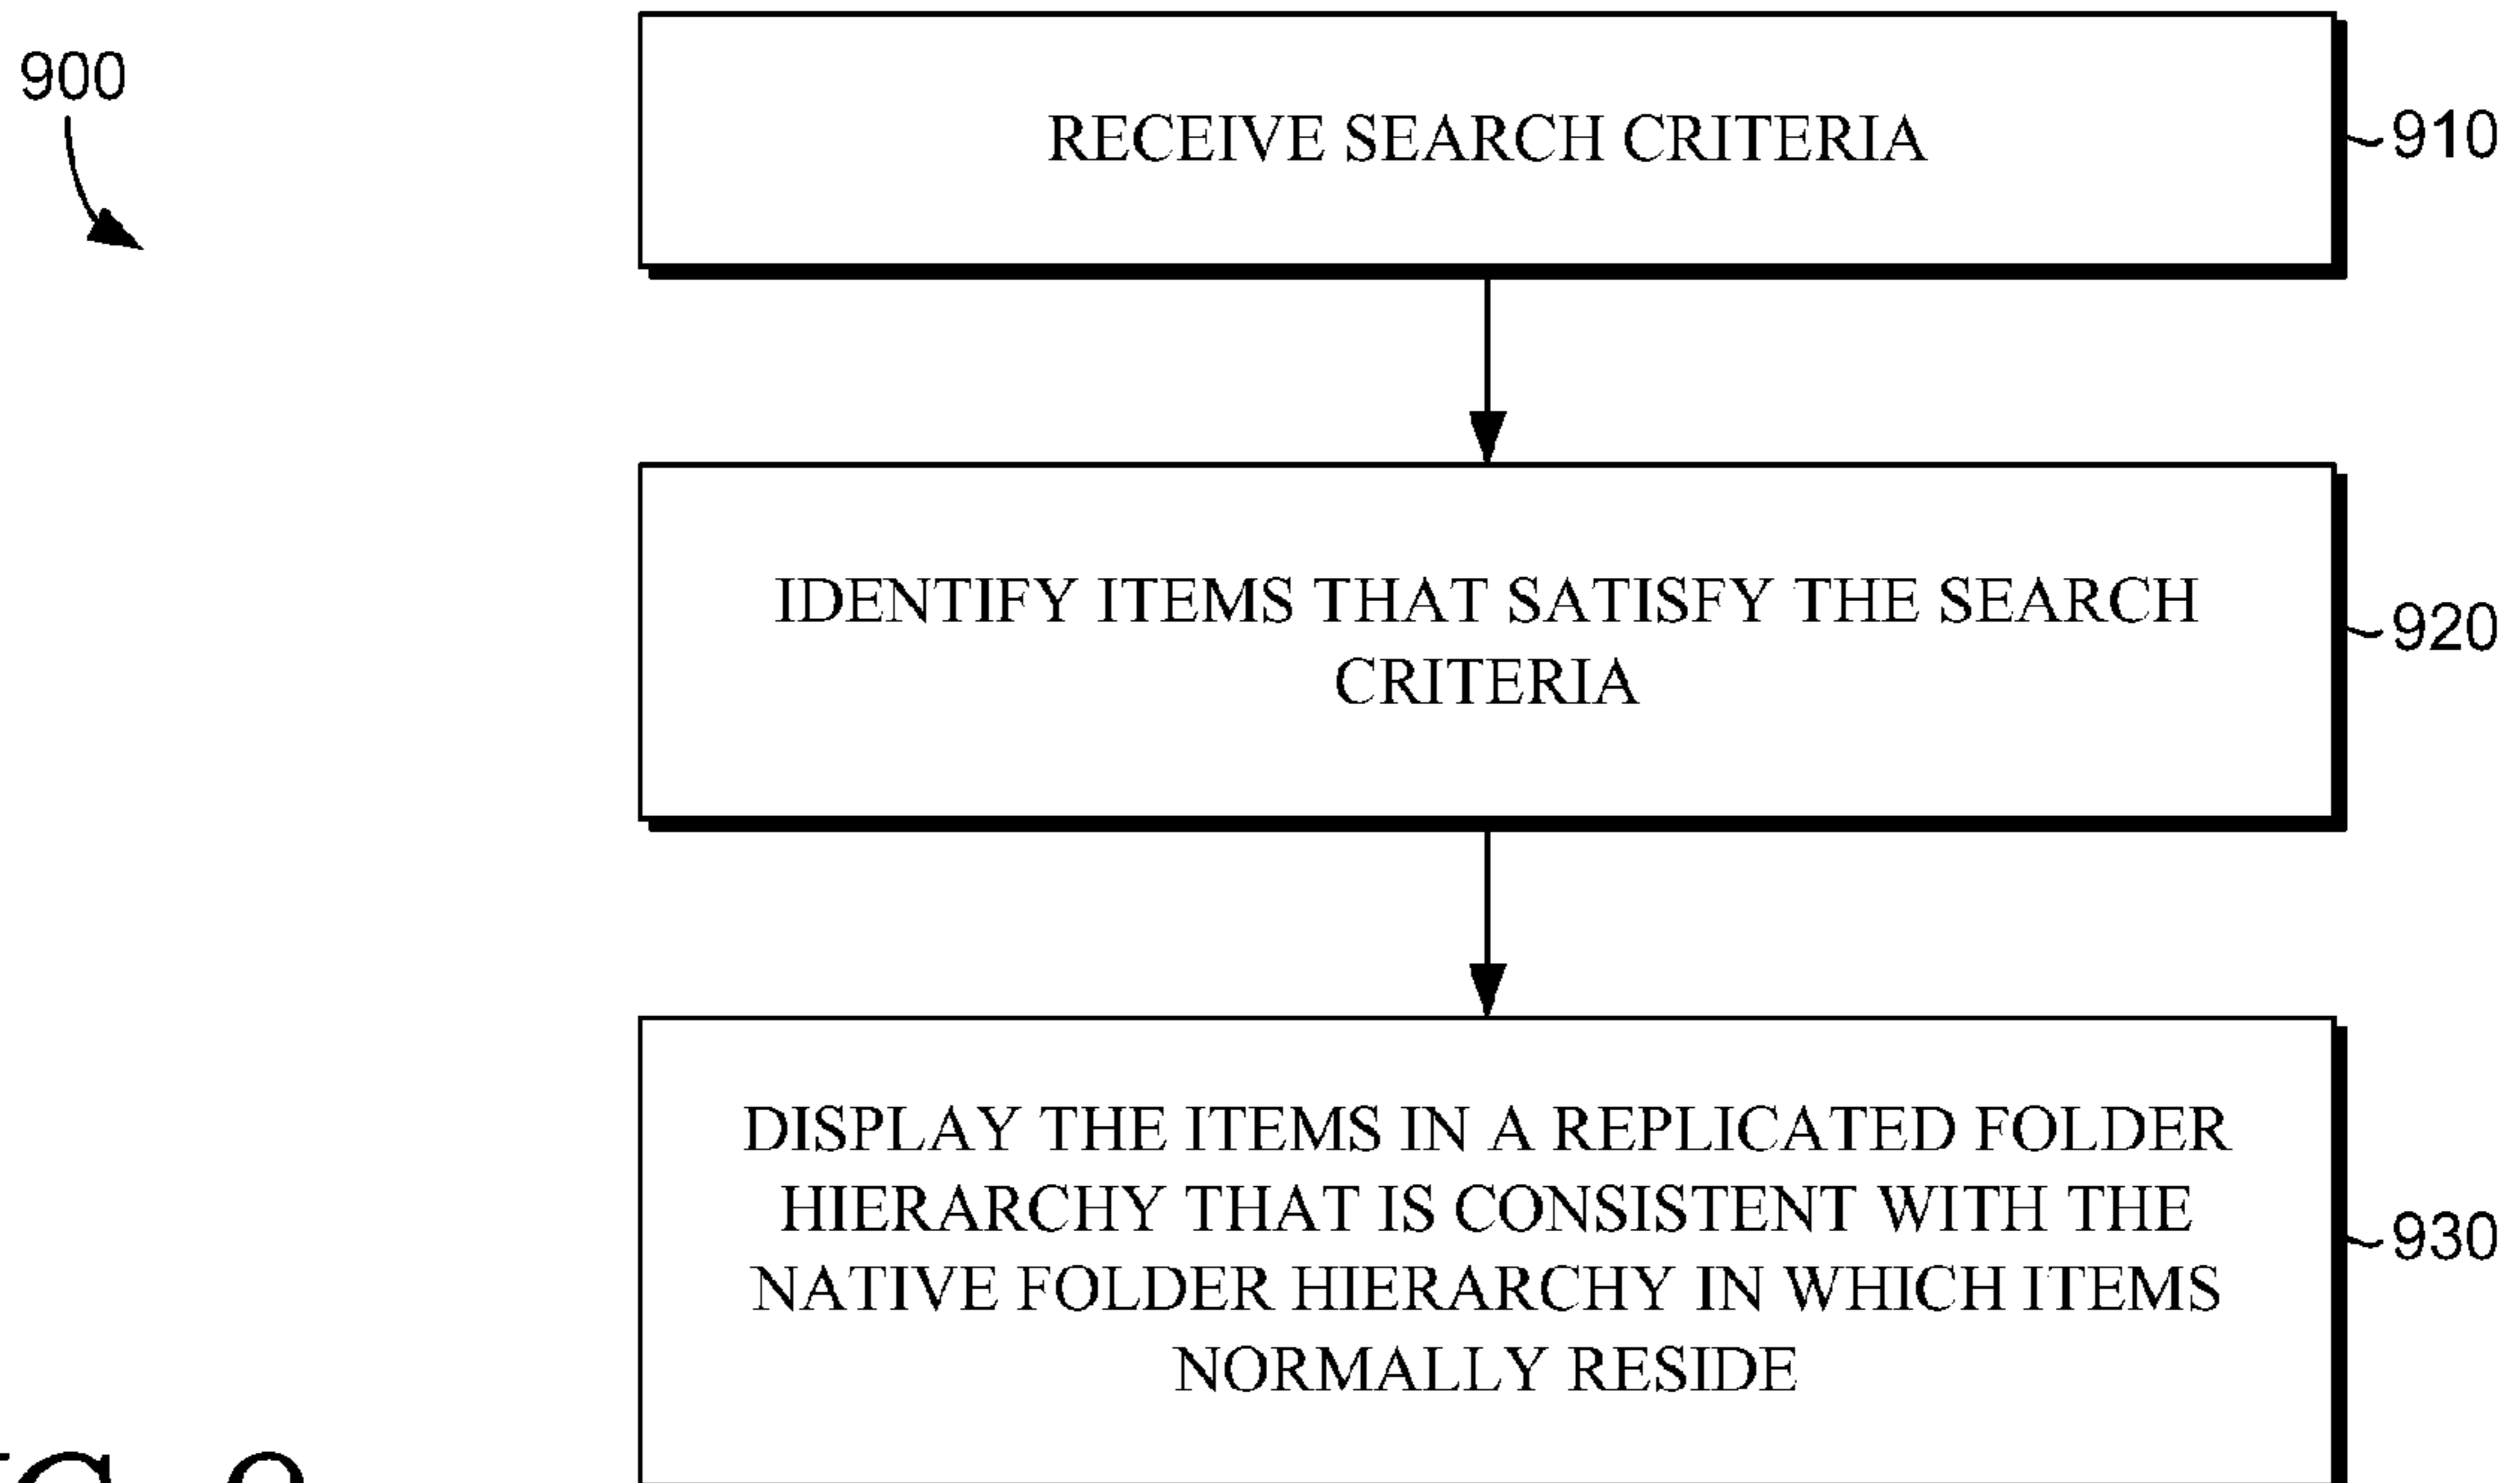 900
RECEIVE SEARCH CRITERIA
910
IDENTIFY ITEMS THAT SATISFY THE SEARCH
CRITERIA
920
DISPLAY THE ITEMS IN A REPLICATED FOLDER
HIERARCHY THAT IS CONSISTENT WITH THE
NATIVE FOLDER HIERARCHY IN WHICH ITEMS
NORMALLY RESIDE
930